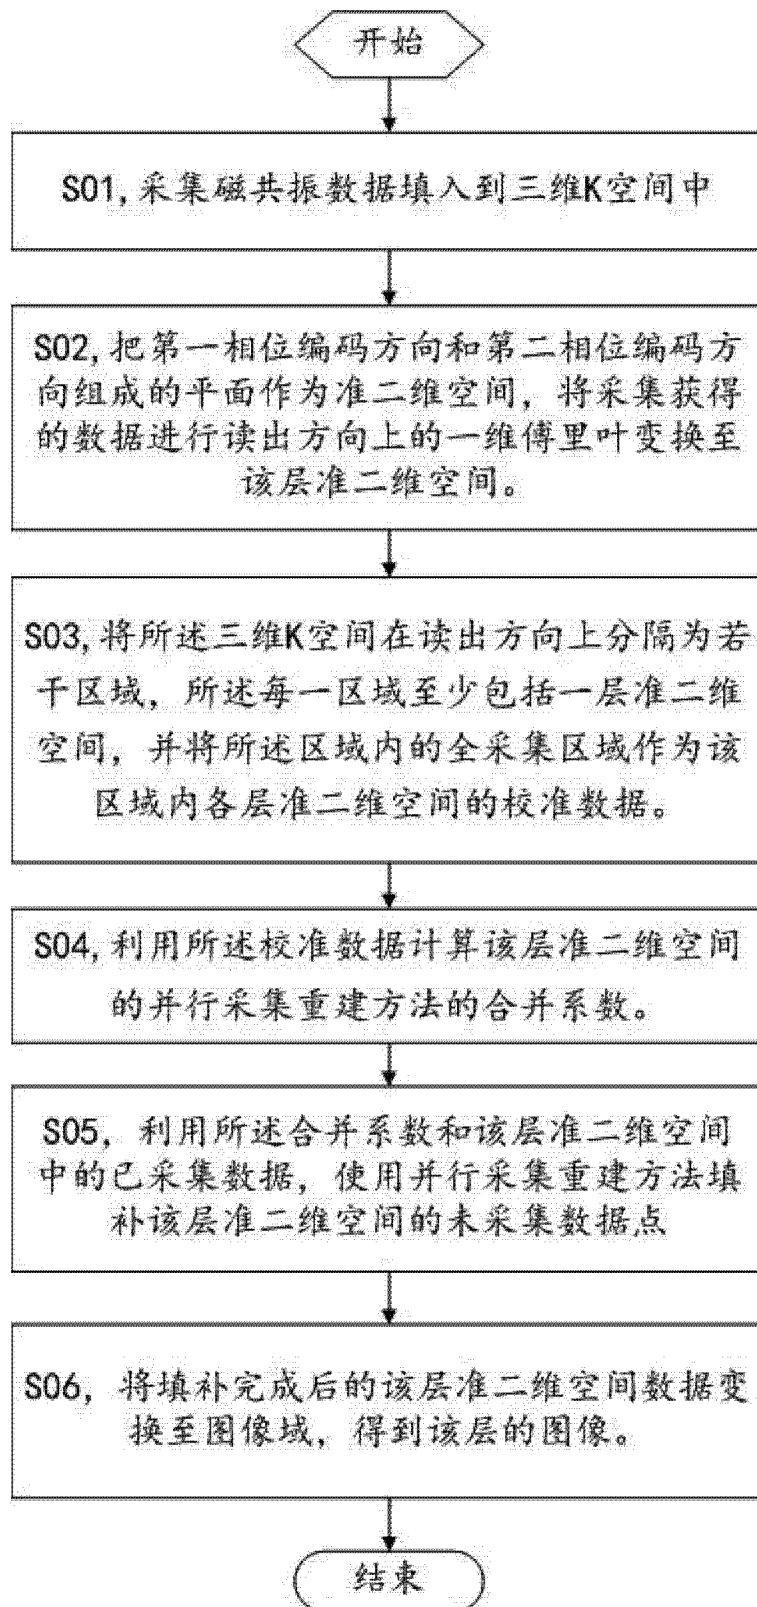 开始
S01,采集磁共振数据填入到三维K空间中
S02,把第一相位编码方向和第二相位编码方
向组成的平面作为准二维空间，将采集获得
的数据进行读出方向上的一维傅里叶变换至
该层准二维空间。
S03,将所述三维K空间在读出方向上分隔为若
干区域，所述每一区域至少包括一层准二维
空间，并将所述区域内的全采集区域作为该
区域内各层准二维空间的校准数据。
S04,利用所述校准数据计算该层准二维空间
的并行采集重建方法的合并系数。
S05，利用所述合并系数和该层准二维空间
中的已采集数据，使用并行采集重建方法填
补该层准二维空间的未采集数据点
S06，将填补完成后的该层准二维空间数据变
换至图像域，得到该层的图像。
结束